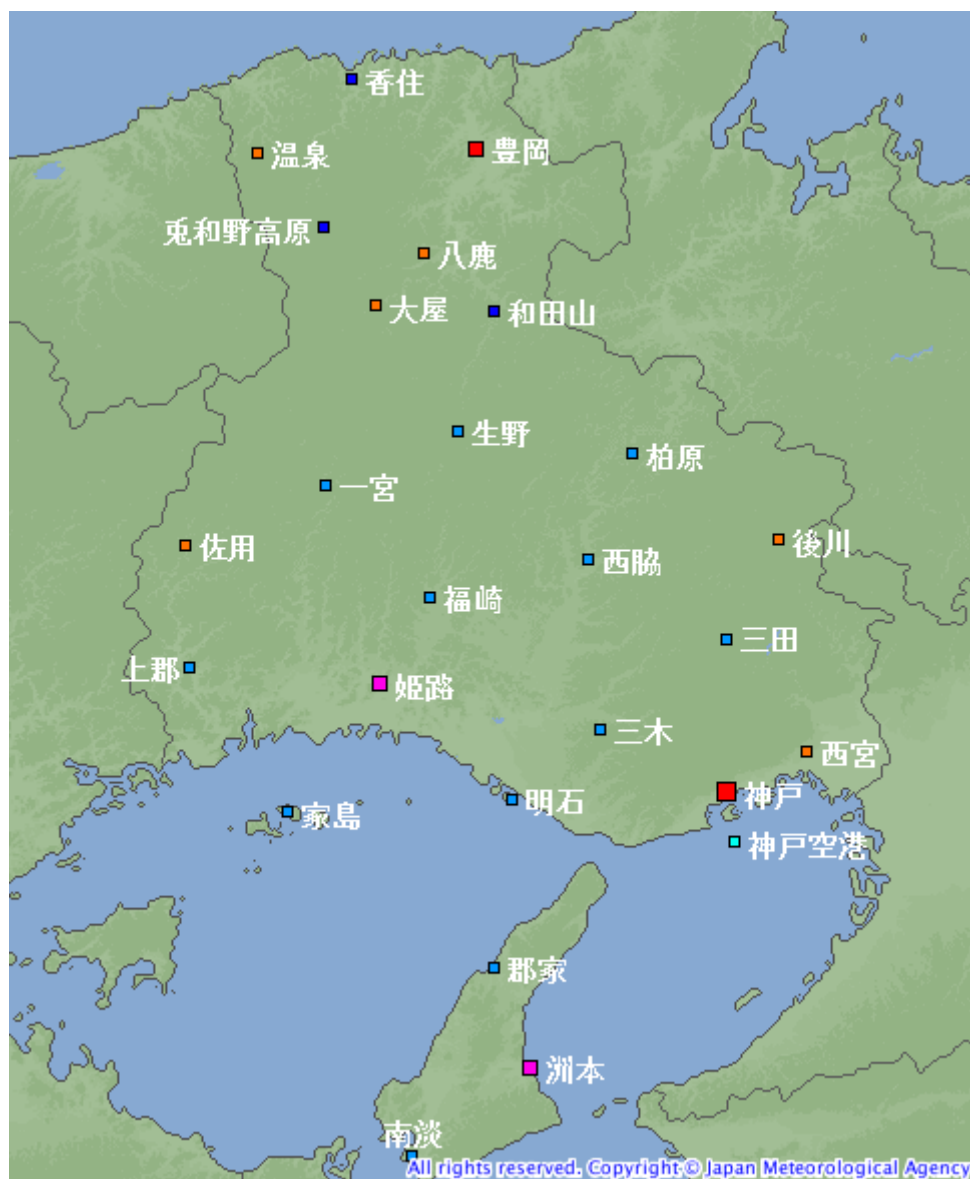 香住
温泉
豊岡
兎和野高原
八鹿
大屋
和田山
生野
柏原
一宮
佐用
後川
西脇
福崎
三田
上郡
姫路
三木
西宮
神戸
明石
家島
神戸空港
郡家
洲本
南淡
All rights reserved. Copyright © Japan Meteorological Agency